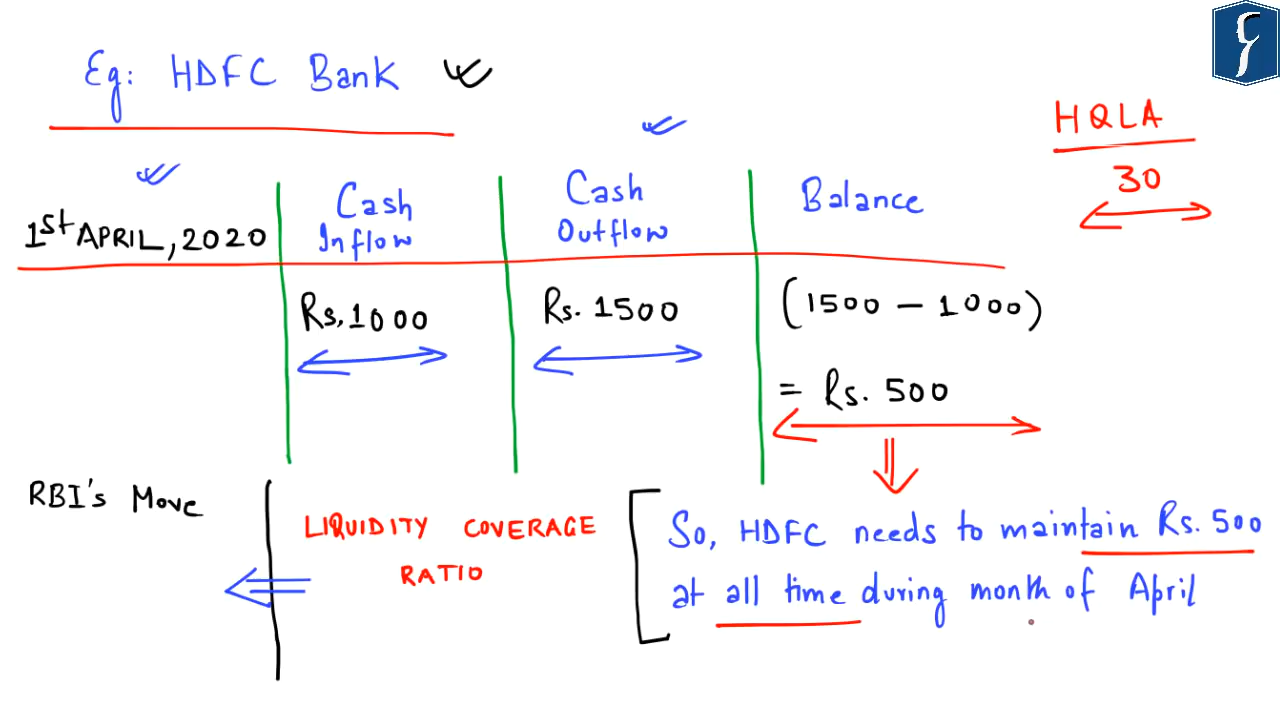 Eg: HDFC Bank
HQLA
30
1st APRIL, 2020
Cash
Inflow
Cash
Outflow
Balance
Rs. 1000
Rs. 1500
(1500 - 1000)
= Rs. 500
RBI's Move
LIQUIDITY COVERAGE
RATIO
So, HDFC needs to maintain Rs. 500
at all time during month of April